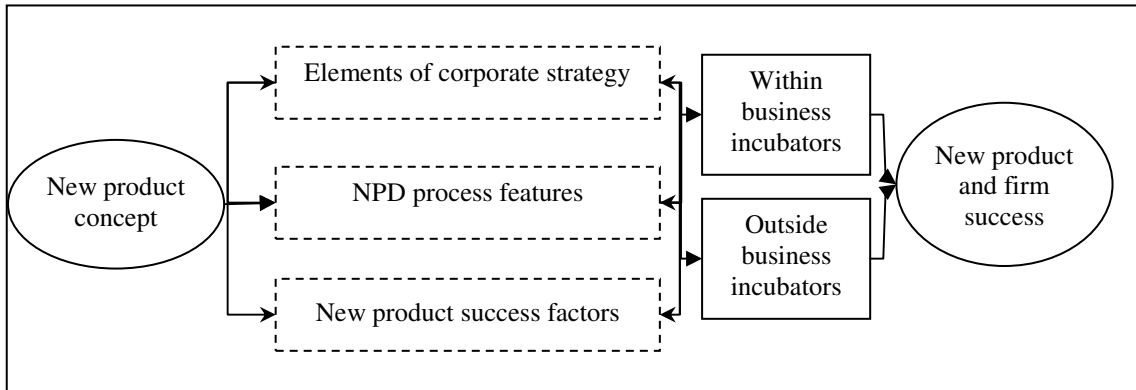 New product
concept
Elements of corporate strategy
NPD process features
New product success factors
Within
business
incubators
Outside
business
incubators
New product
and firm
success